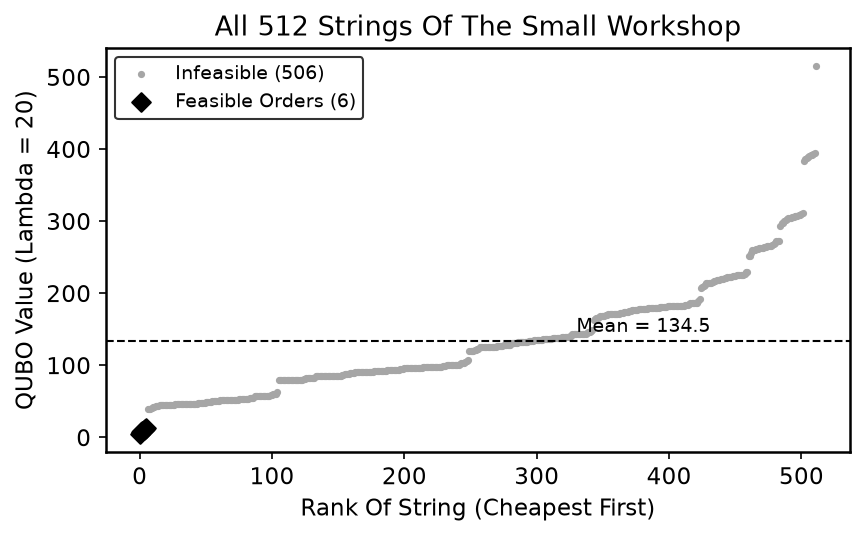 All 512 Strings Of The Small Workshop
QUBO Value (Lambda = 20)
500
400
300
200
100
0
Infeasible (506)
Feasible Orders (6)
Mean = 134.5
0 100 200 300 400 500
Rank Of String (Cheapest First)